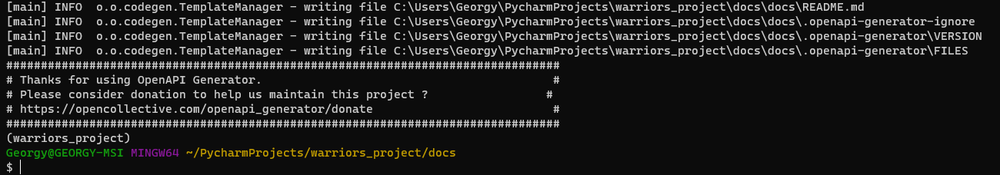 [main] INFO  o.o.codegen.TemplateManager - writing file C:\Users\Georgy\PycharmProjects\warriors_project\docs\docs\README.md
[main] INFO  o.o.codegen.TemplateManager - writing file C:\Users\Georgy\PycharmProjects\warriors_project\docs\docs\.openapi-generator-ignore
[main] INFO  o.o.codegen.TemplateManager - writing file C:\Users\Georgy\PycharmProjects\warriors_project\docs\docs\.openapi-generator\VERSION
[main] INFO  o.o.codegen.TemplateManager - writing file C:\Users\Georgy\PycharmProjects\warriors_project\docs\docs\.openapi-generator\FILES
################################################################################
# Thanks for using OpenAPI Generator.                                          #
# Please consider donation to help us maintain this project ?                 #
# https://opencollective.com/openapi_generator/donate                          #
################################################################################
(warriors_project)
Georgy@GEORGY-MSI MINGW64 ~/PycharmProjects/warriors_project/docs
$